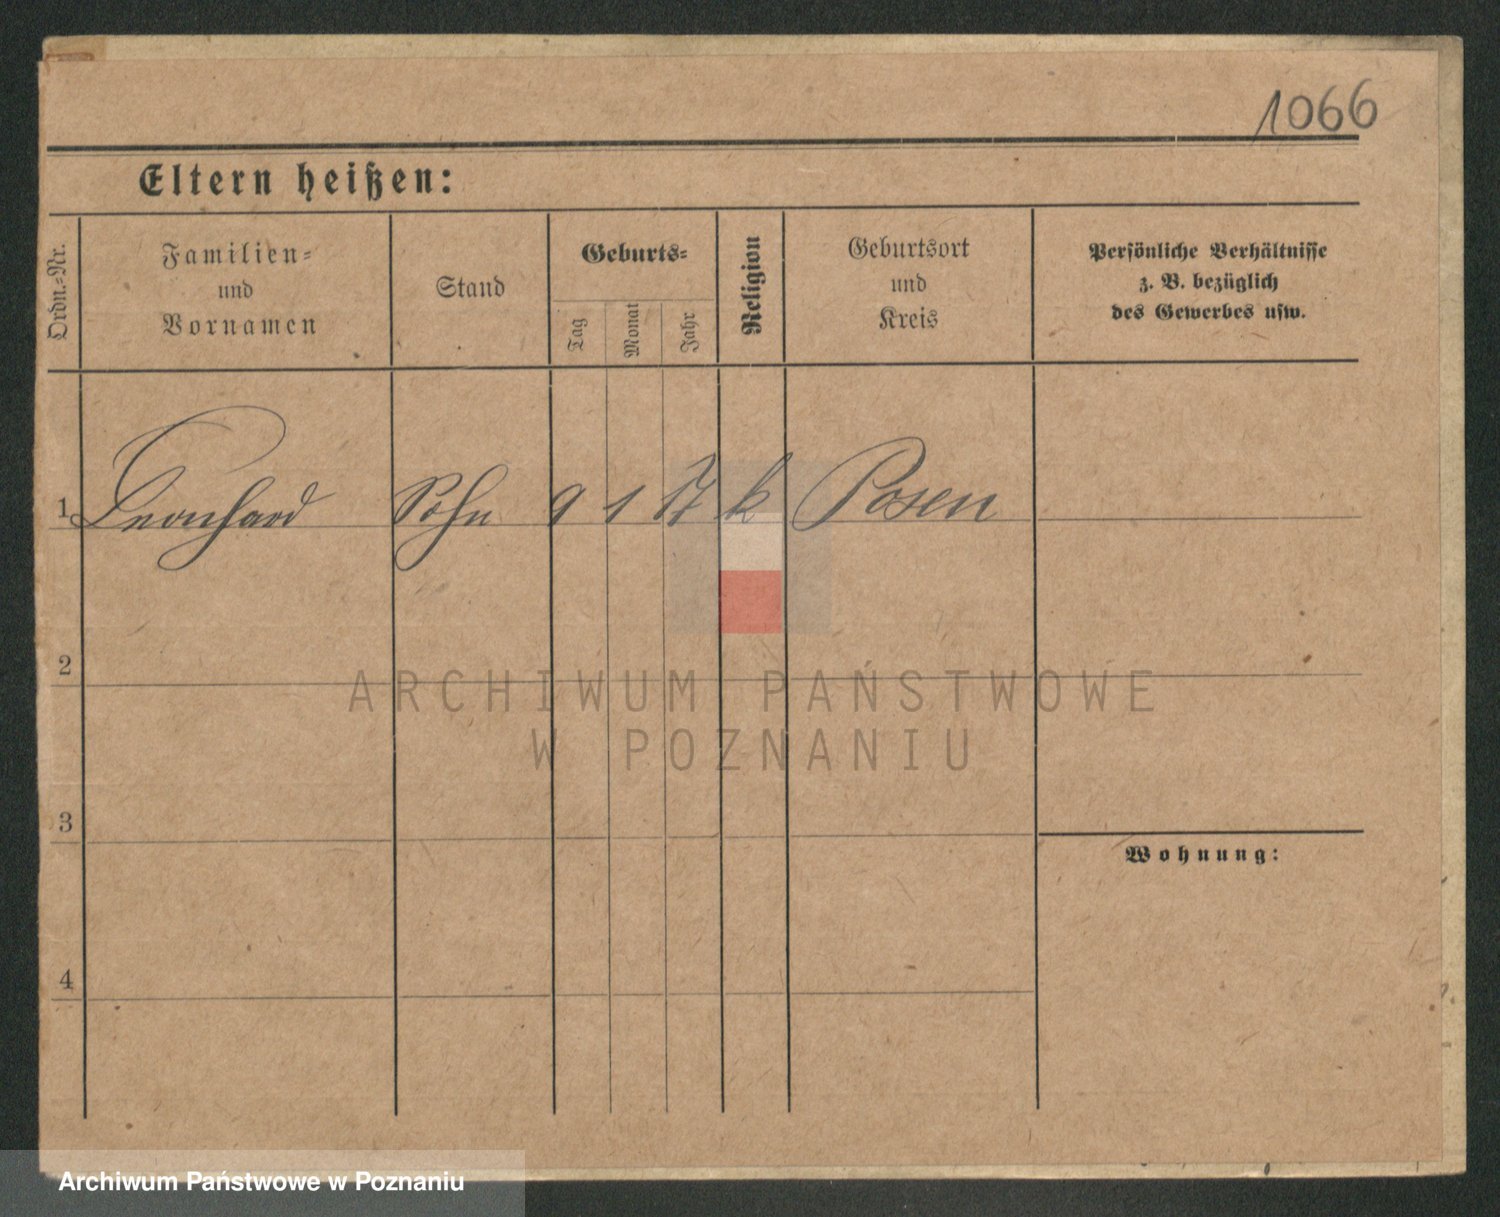 1066
Eltern heißen:
Ordn.-Nr.
Familien-
und
Vornamen
Stand
Geburts-
Tag
Monat
Jahr
Religion
Geburtsort
und
Kreis
Persönliche Verhältnisse
z. B. bezüglich
des Gewerbes usw.
1 Leonhard Sohn 9 1 17 k Posen
2
ARCHIWUM PAŃSTWOWE
W POZNANIU
3
Wohnung:
4
Archiwum Państwowe w Poznaniu